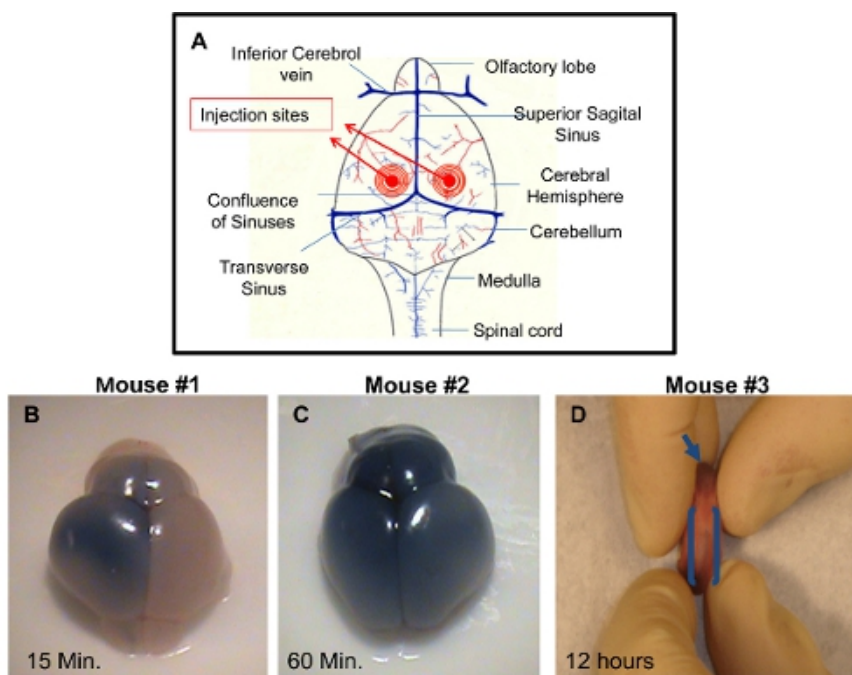 A
Inferior Cerebrol
vein
Olfactory lobe
Injection sites
Superior Sagital
Sinus
Cerebral
Hemisphere
Confluence
of Sinuses
Cerebellum
Transverse
Sinus
Medulla
Spinal cord
Mouse #1
Mouse #2
Mouse #3
B
C
D
15 Min.
60 Min.
12 hours